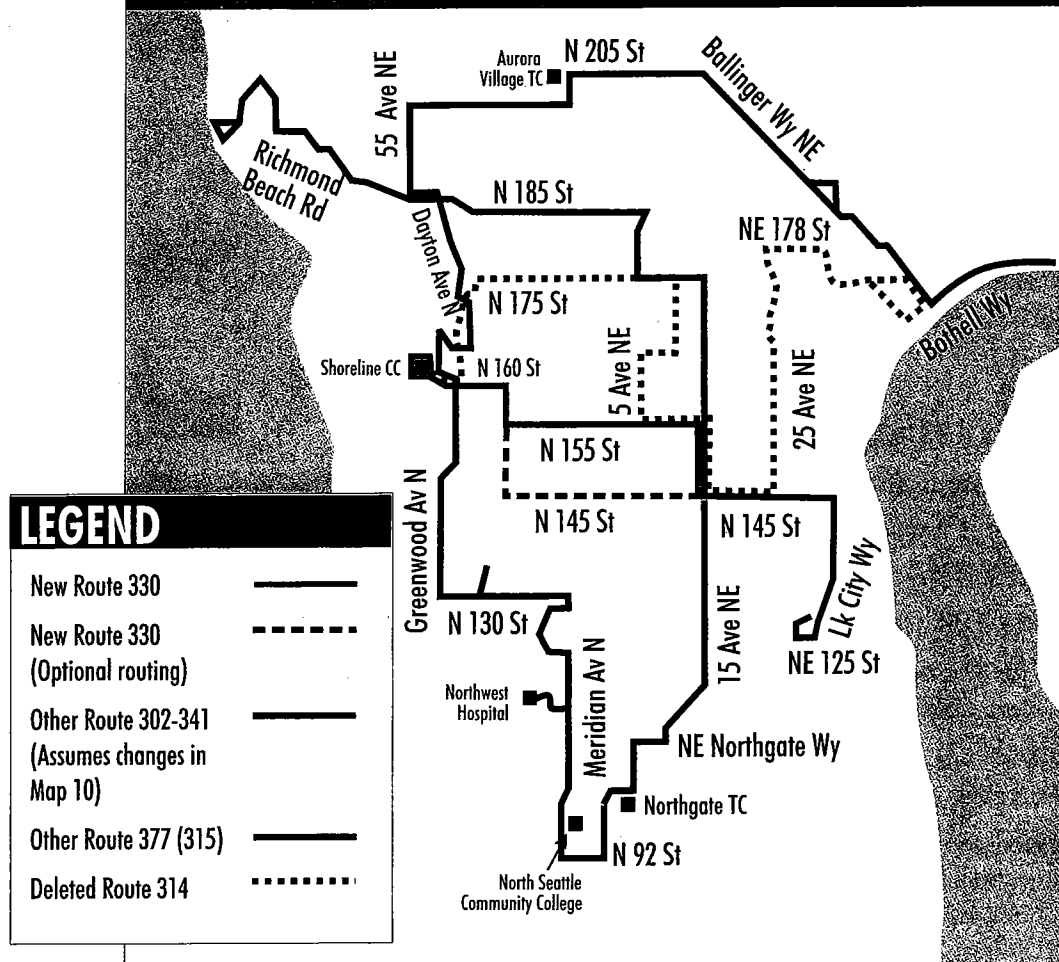 N 205 St
Aurora
Village TC
Ballinger Wy NE
55 Ave NE
Richmond
Beach Rd
N 185 St
Dayton Ave N
NE 178 St
N 175 St
Bothell Wy
Shoreline CC
N 160 St
5 Ave NE
25 Ave NE
N 155 St
N 145 St
N 145 St
Greenwood Av N
Lk City Wy
N 130 St
15 Ave NE
NE 125 St
Northwest
Hospital
Meridian Av N
NE Northgate Wy
Northgate TC
N 92 St
North Seattle
Community College
LEGEND
New Route 330
New Route 330
(Optional routing)
Other Route 302-341
(Assumes changes in
Map 10)
Other Route 377 (315)
Deleted Route 314